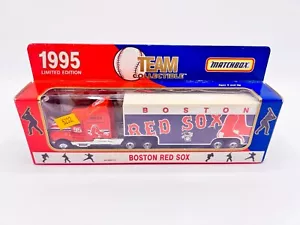 1995
LIMITED EDITION
TEAM
COLLECTIBLE
MATCHBOX
BOSTON
RED SOX
BOSTON RED SOX